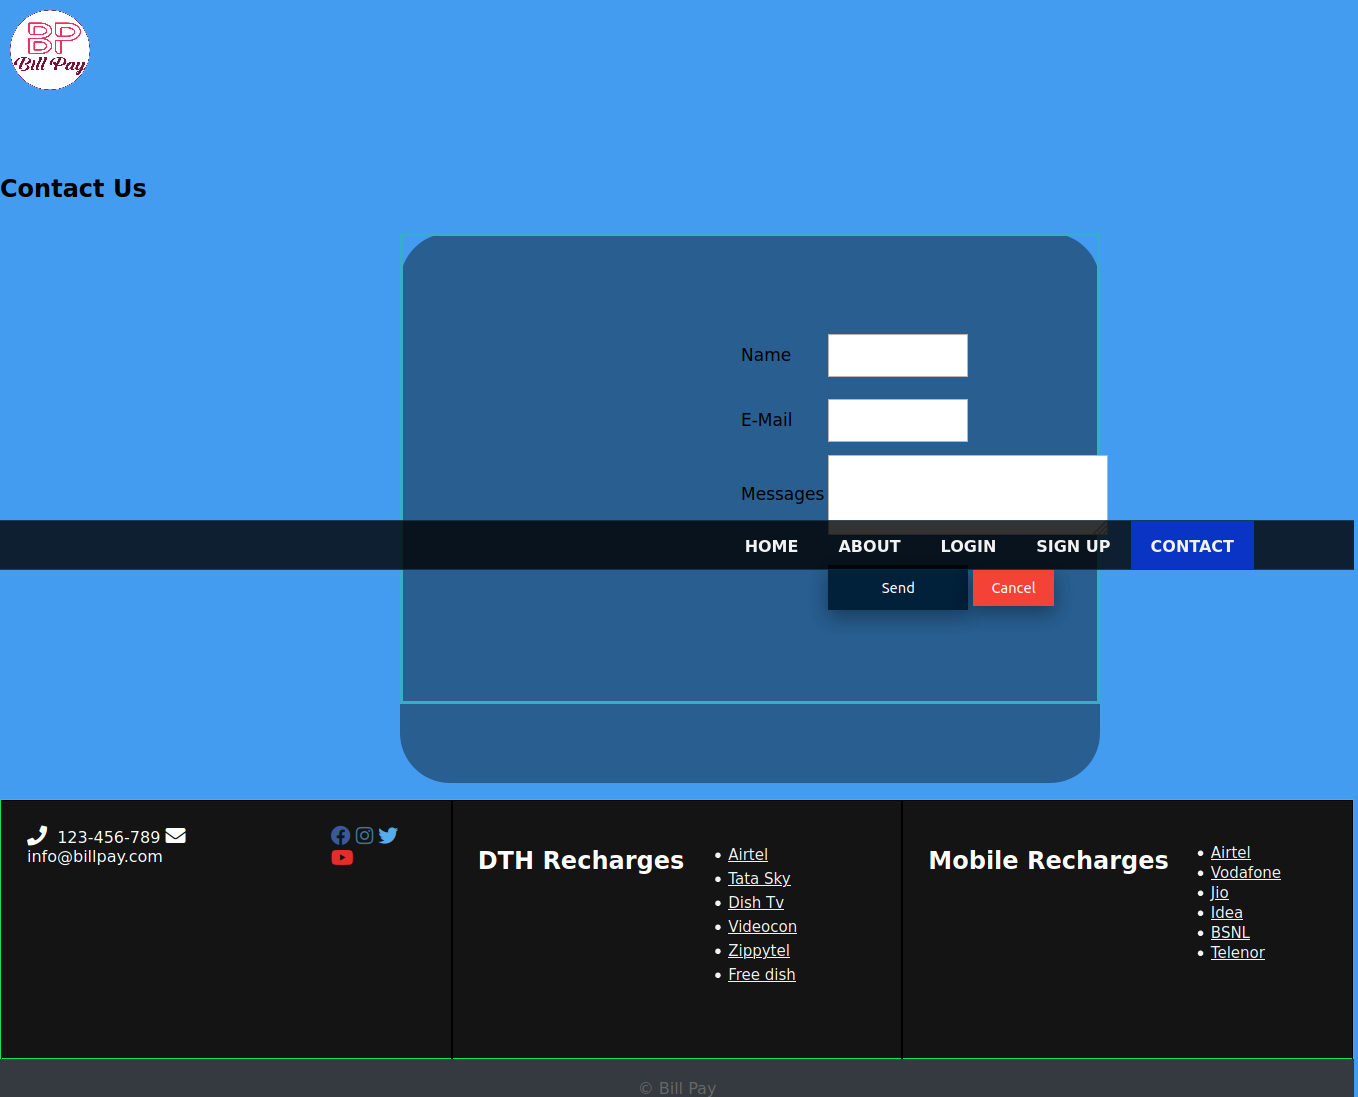 BP
Bill Pay
Contact Us
Name
E-Mail
Messages
HOME ABOUT LOGIN SIGN UP CONTACT
Send Cancel
123-456-789
info@billpay.com
DTH Recharges
• Airtel
• Tata Sky
• Dish Tv
• Videocon
• Zippytel
• Free dish
Mobile Recharges
• Airtel
• Vodafone
• Jio
• Idea
• BSNL
• Telenor
© Bill Pay